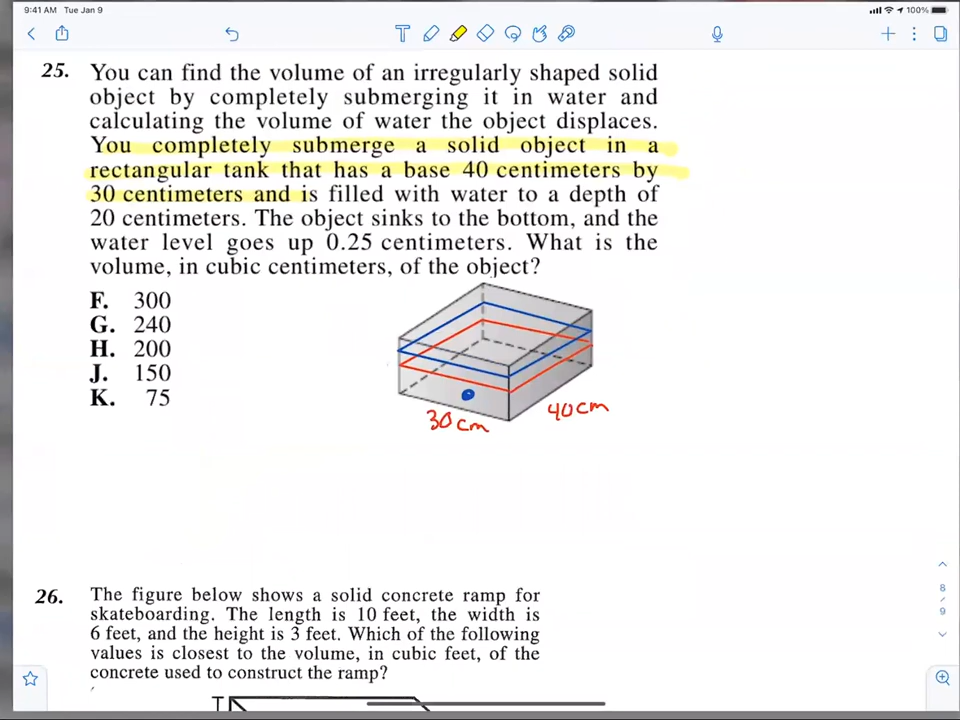 9:41 AM Tue Jan 9
100%
25. You can find the volume of an irregularly shaped solid
object by completely submerging it in water and
calculating the volume of water the object displaces.
You completely submerge a solid object in a
rectangular tank that has a base 40 centimeters by
30 centimeters and is filled with water to a depth of
20 centimeters. The object sinks to the bottom, and the
water level goes up 0.25 centimeters. What is the
volume, in cubic centimeters, of the object?
F. 300
G. 240
H. 200
J. 150
K. 75
30 cm
40 cm
8
/
9
26. The figure below shows a solid concrete ramp for
skateboarding. The length is 10 feet, the width is
6 feet, and the height is 3 feet. Which of the following
values is closest to the volume, in cubic feet, of the
concrete used to construct the ramp?